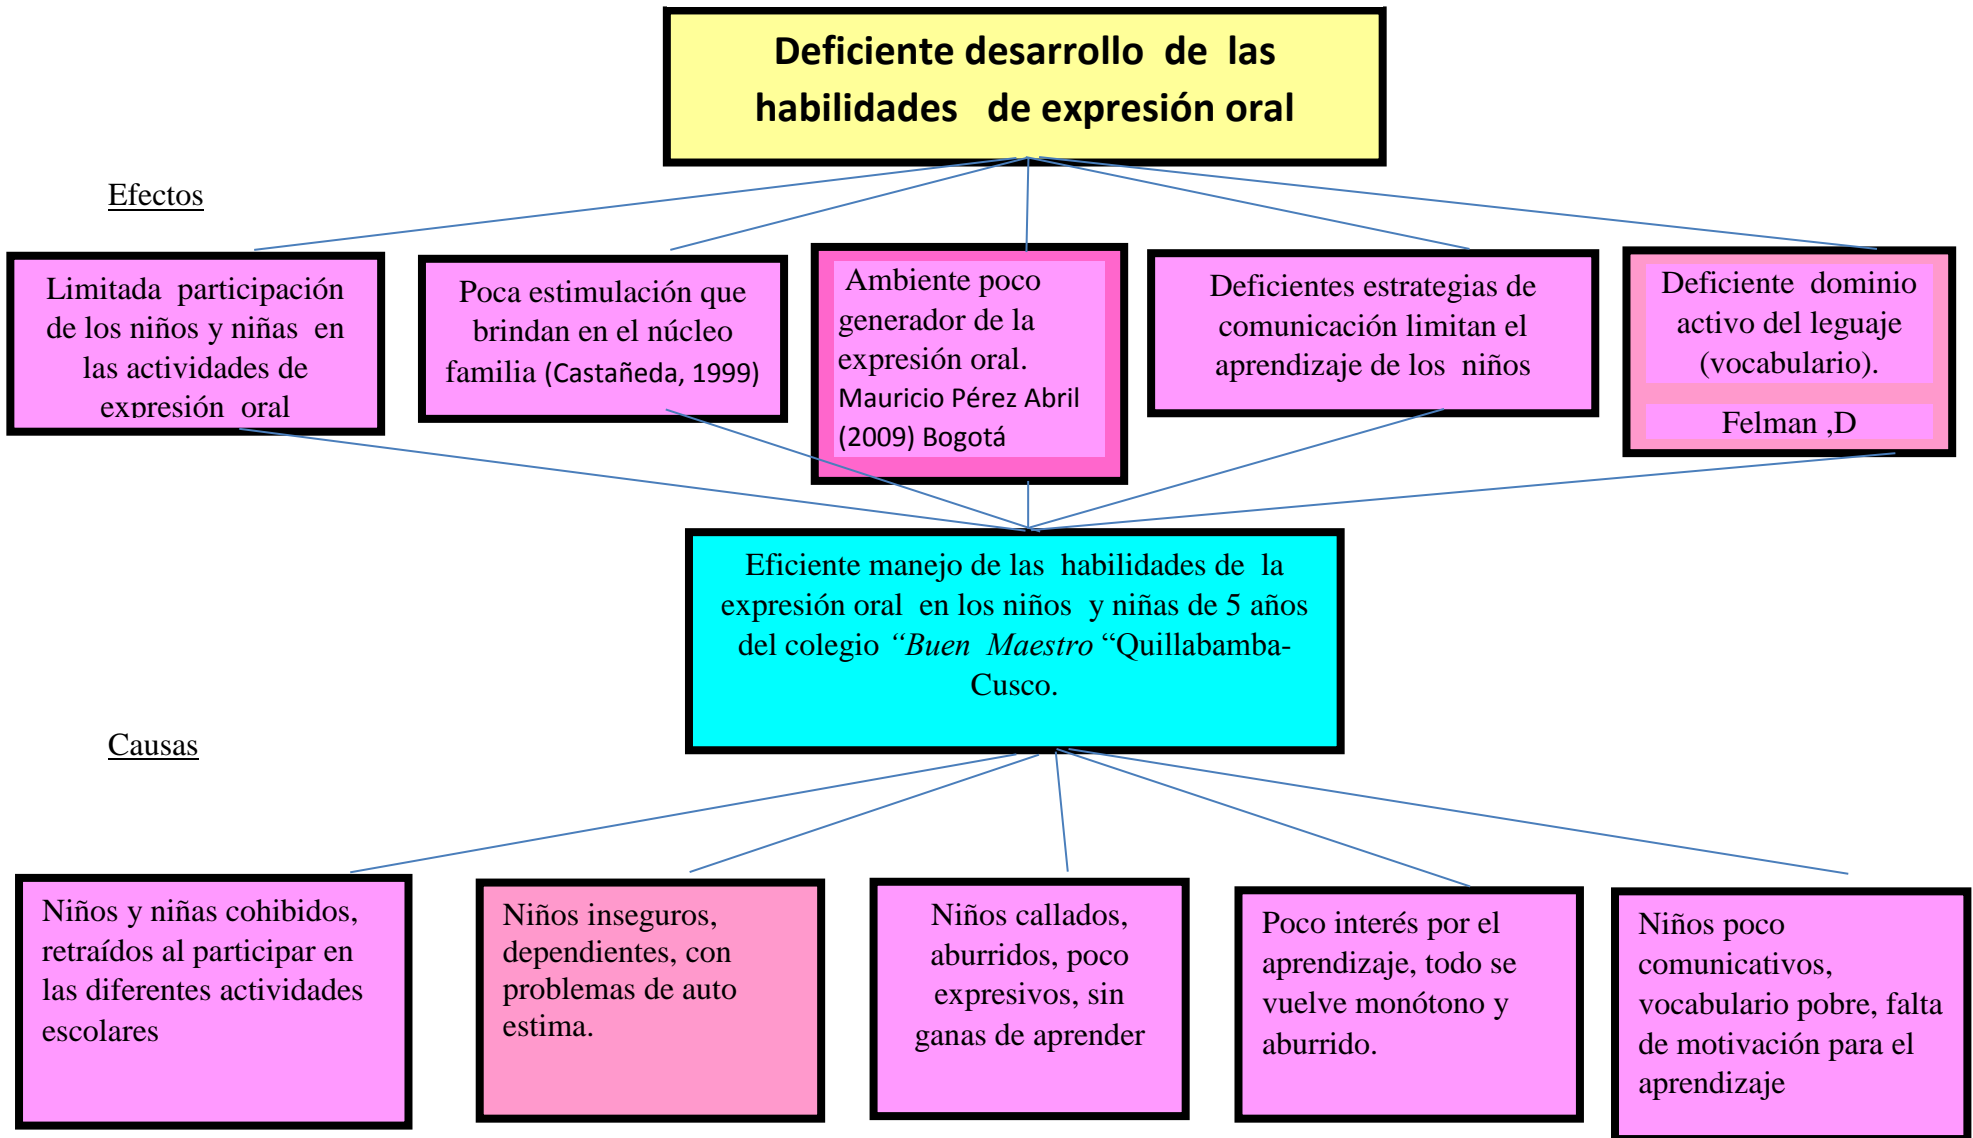 Deficiente desarrollo de las
habilidades de expresión oral
Efectos
Limitada participación
de los niños y niñas en
las actividades de
expresión oral
Poca estimulación que
brindan en el núcleo
familia (Castañeda, 1999)
Ambiente poco
generador de la
expresión oral.
Mauricio Pérez Abril
(2009) Bogotá
Deficientes estrategias de
comunicación limitan el
aprendizaje de los niños
Deficiente dominio
activo del leguaje
(vocabulario).
Felman ,D
Eficiente manejo de las habilidades de la
expresión oral en los niños y niñas de 5 años
del colegio “Buen Maestro “Quillabamba-
Cusco.
Causas
Niños y niñas cohibidos,
retraídos al participar en
las diferentes actividades
escolares
Niños inseguros,
dependientes, con
problemas de auto
estima.
Niños callados,
aburridos, poco
expresivos, sin
ganas de aprender
Poco interés por el
aprendizaje, todo se
vuelve monótono y
aburrido.
Niños poco
comunicativos,
vocabulario pobre, falta
de motivación para el
aprendizaje